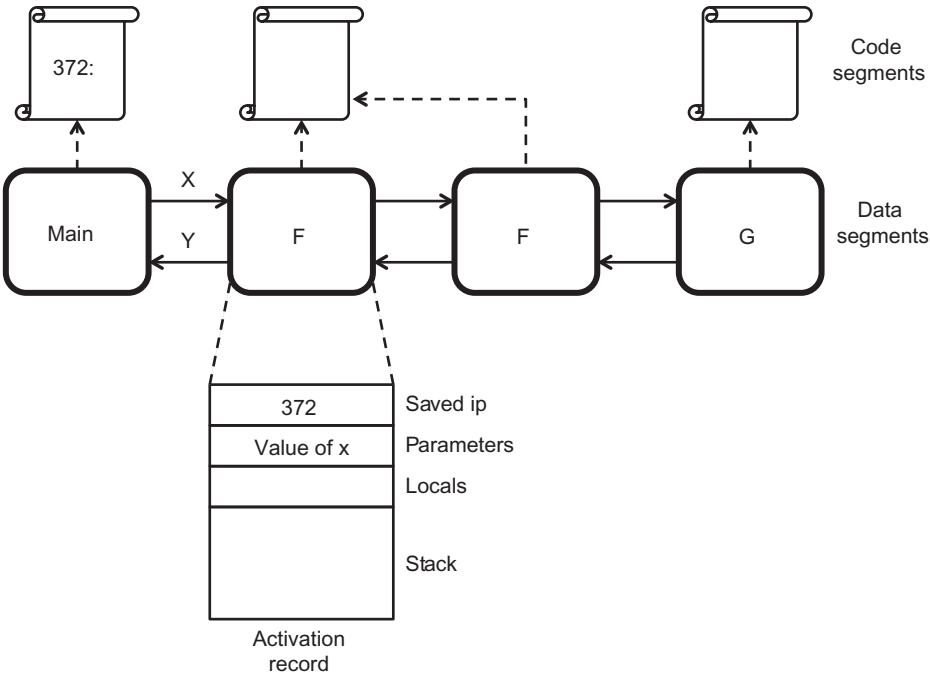 372:
Code
segments
X
Main
Y
F
F
G
Data
segments
372
Saved ip
Value of x
Parameters
Locals
Stack
Activation
record